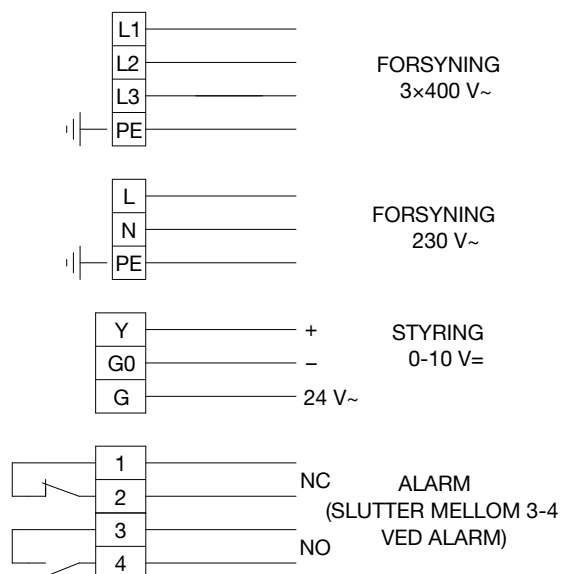 L1
L2
L3
PE
FORSYNING
3×400 V~
L
N
PE
FORSYNING
230 V~
Y +
G0 –
G 24 V~
STYRING
0-10 V=
1
2
NC
3
4
NO
ALARM
(SLUTTER MELLOM 3-4
VED ALARM)